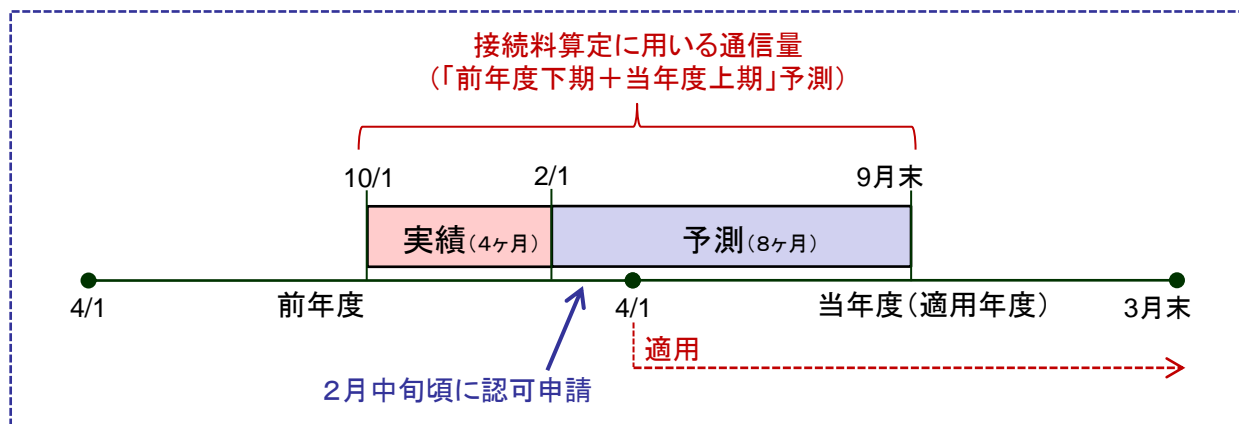 接続料算定に用いる通信量
(「前年度下期＋当年度上期」予測)
10/1
2/1
9月末
実績(4ヶ月)
予測(8ヶ月)
4/1
前年度
4/1
当年度(適用年度)
3月末
適用
２月中旬頃に認可申請